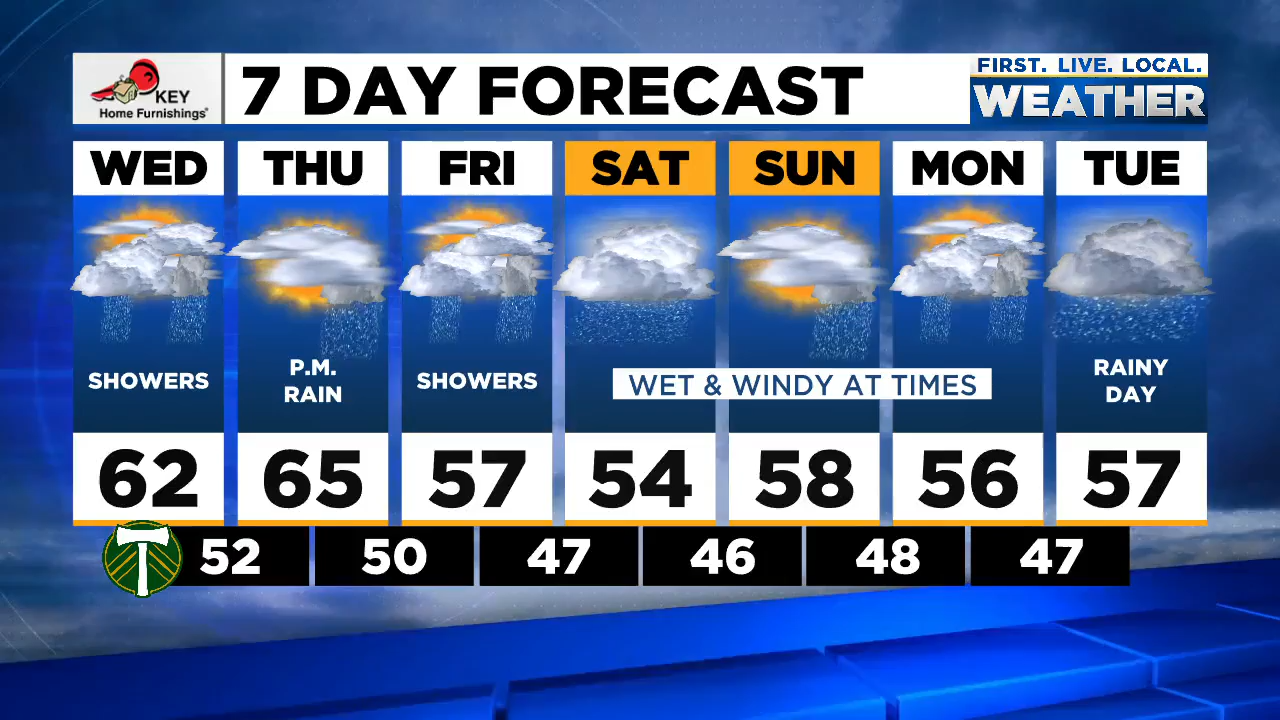 KEY
Home Furnishings®
7 DAY FORECAST
FIRST. LIVE. LOCAL.
WEATHER
WED THU FRI SAT SUN MON TUE
SHOWERS
P.M.
RAIN
SHOWERS
WET & WINDY AT TIMES
RAINY
DAY
62 65 57 54 58 56 57
T 52 50 47 46 48 47